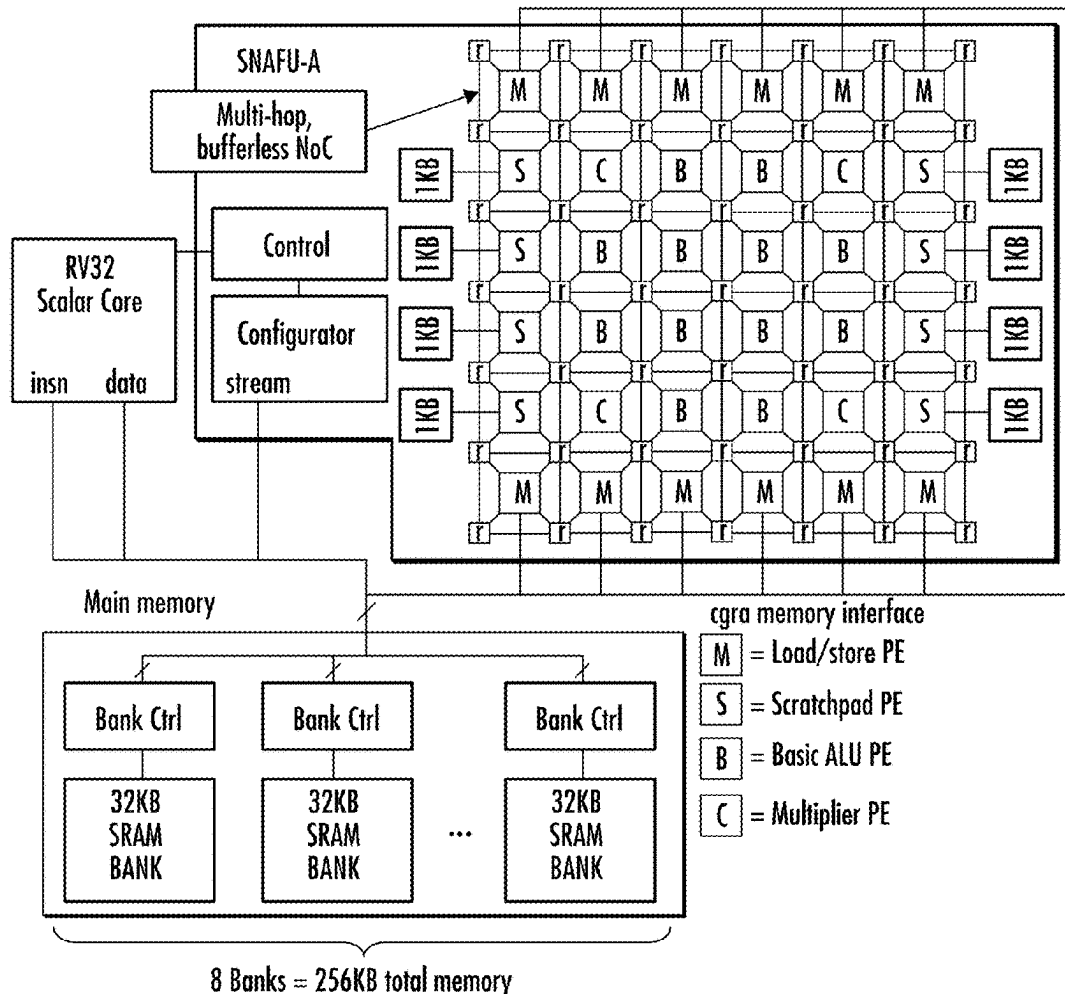 r r r r r r r
SNAFU-A
M M M M M M
Multi-hop,
bufferless NoC
r r r r r r r
1KB S C B B C S 1KB
r r r r r r r
Control
1KB S B B B B S 1KB
RV32
Scalar Core
r r r r r r r
Configurator
1KB S B B B B S 1KB
insn data
stream
r r r r r r r
1KB S C B B C S 1KB
r r r r r r r
M M M M M M
r r r r r r r
Main memory
cgra memory interface
M = Load/store PE
S = Scratchpad PE
B = Basic ALU PE
C = Multiplier PE
Bank Ctrl Bank Ctrl Bank Ctrl
32KB 32KB 32KB
SRAM SRAM ... SRAM
BANK BANK BANK
8 Banks = 256KB total memory